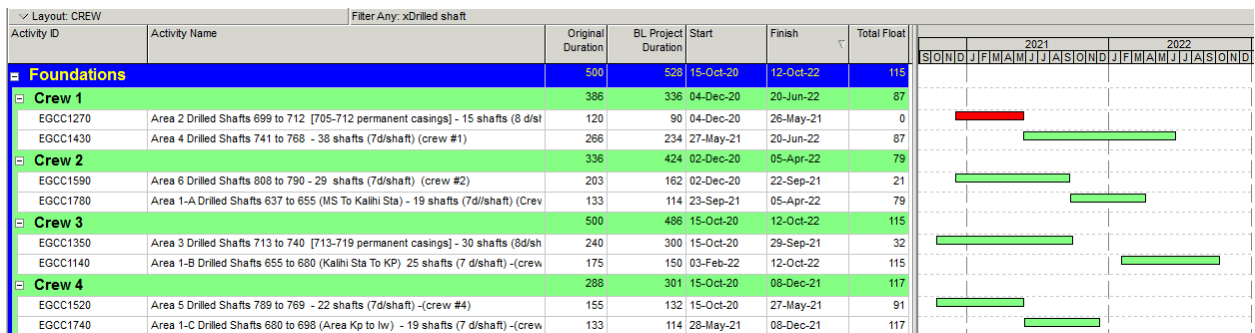 Layout: CREW Filter Any: xDrilled shaft
Activity ID Activity Name Original Duration BL Project Duration Start Finish Total Float
2021 2022
S O N D J F M A M J J A S O N D J F M A M J J A S O N D
Foundations 500 528 15-Oct-20 12-Oct-22 115
Crew 1 386 336 04-Dec-20 20-Jun-22 87
EGCC1270 Area 2 Drilled Shafts 699 to 712 [705-712 permanent casings] - 15 shafts (8 d/sh 120 90 04-Dec-20 26-May-21 0
EGCC1430 Area 4 Drilled Shafts 741 to 768 - 38 shafts (7d/shaft) (crew #1) 266 234 27-May-21 20-Jun-22 87
Crew 2 336 424 02-Dec-20 05-Apr-22 79
EGCC1590 Area 6 Drilled Shafts 808 to 790 - 29 shafts (7d/shaft) (crew #2) 203 162 02-Dec-20 22-Sep-21 21
EGCC1780 Area 1-A Drilled Shafts 637 to 655 (MS To Kalihi Sta) - 19 shafts (7d//shaft) (Crev 133 114 23-Sep-21 05-Apr-22 79
Crew 3 500 486 15-Oct-20 12-Oct-22 115
EGCC1350 Area 3 Drilled Shafts 713 to 740 [713-719 permanent casings] - 30 shafts (8d/sh 240 300 15-Oct-20 29-Sep-21 32
EGCC1140 Area 1-B Drilled Shafts 655 to 680 (Kalihi Sta To KP) 25 shafts (7 d/shaft) -(crew 175 150 03-Feb-22 12-Oct-22 115
Crew 4 288 301 15-Oct-20 08-Dec-21 117
EGCC1520 Area 5 Drilled Shafts 789 to 769 - 22 shafts (7d/shaft) -(crew #4) 155 132 15-Oct-20 27-May-21 91
EGCC1740 Area 1-C Drilled Shafts 680 to 698 (Area Kp to Iw) - 19 shafts (7 d/shaft) -(crew 133 114 28-May-21 08-Dec-21 117